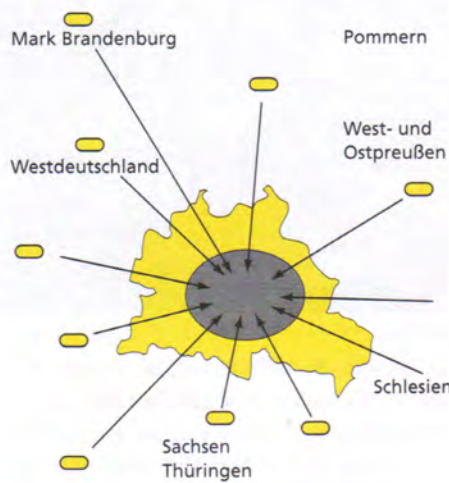 Mark Brandenburg
Pommern
West- und
Ostpreußen
Westdeutschland
Schlesien
Sachsen
Thüringen